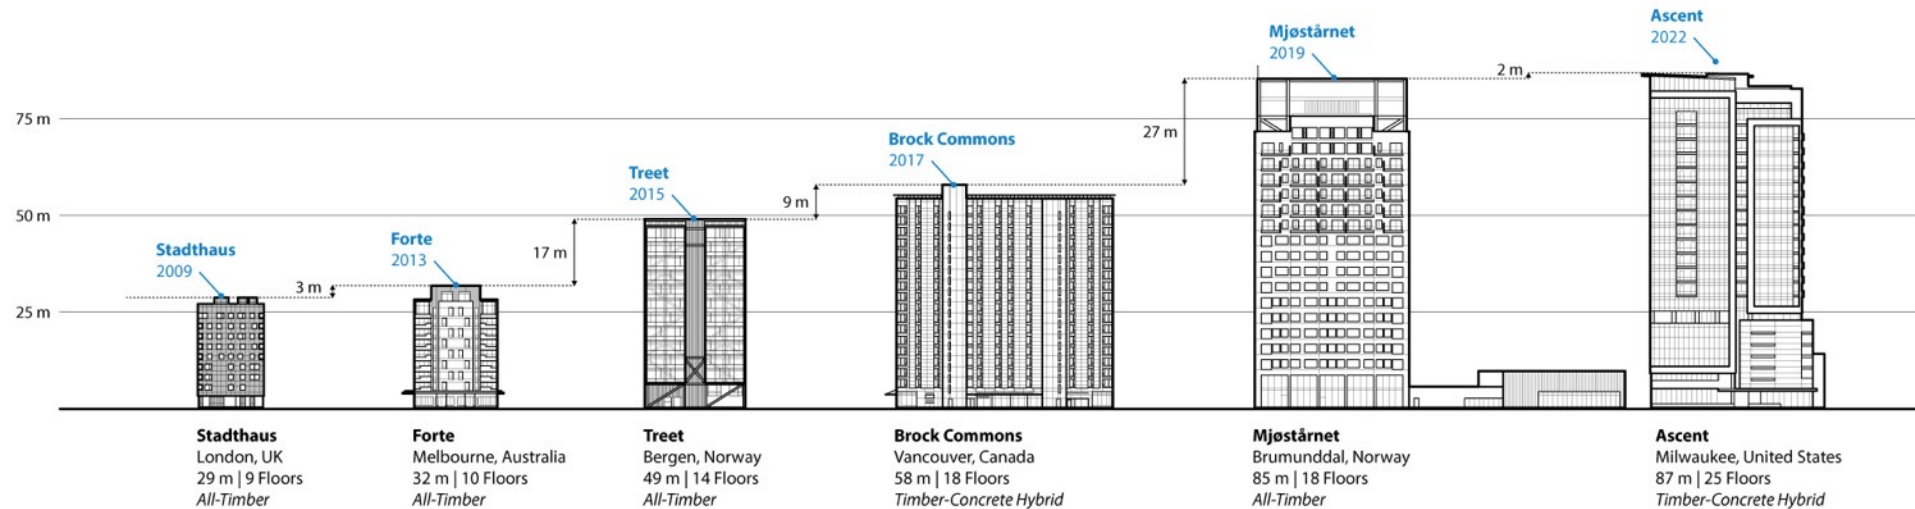 Ascent
2022
Mjøstårnet
2019
2 m
75 m
27 m
Brock Commons
2017
Treet
2015
9 m
50 m
Forte
2013
17 m
Stadthaus
2009
3 m
25 m
Stadthaus
London, UK
29 m | 9 Floors
All-Timber
Forte
Melbourne, Australia
32 m | 10 Floors
All-Timber
Treet
Bergen, Norway
49 m | 14 Floors
All-Timber
Brock Commons
Vancouver, Canada
58 m | 18 Floors
Timber-Concrete Hybrid
Mjøstårnet
Brumunddal, Norway
85 m | 18 Floors
All-Timber
Ascent
Milwaukee, United States
87 m | 25 Floors
Timber-Concrete Hybrid